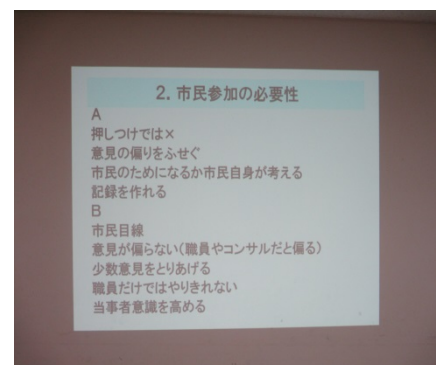 2. 市民参加の必要性
A
押しつけでは×
意見の偏りをふせぐ
市民のためになるか市民自身が考える
記録を作れる
B
市民目線
意見が偏らない(職員やコンサルだと偏る)
少数意見をとりあげる
職員だけではやりきれない
当事者意識を高める